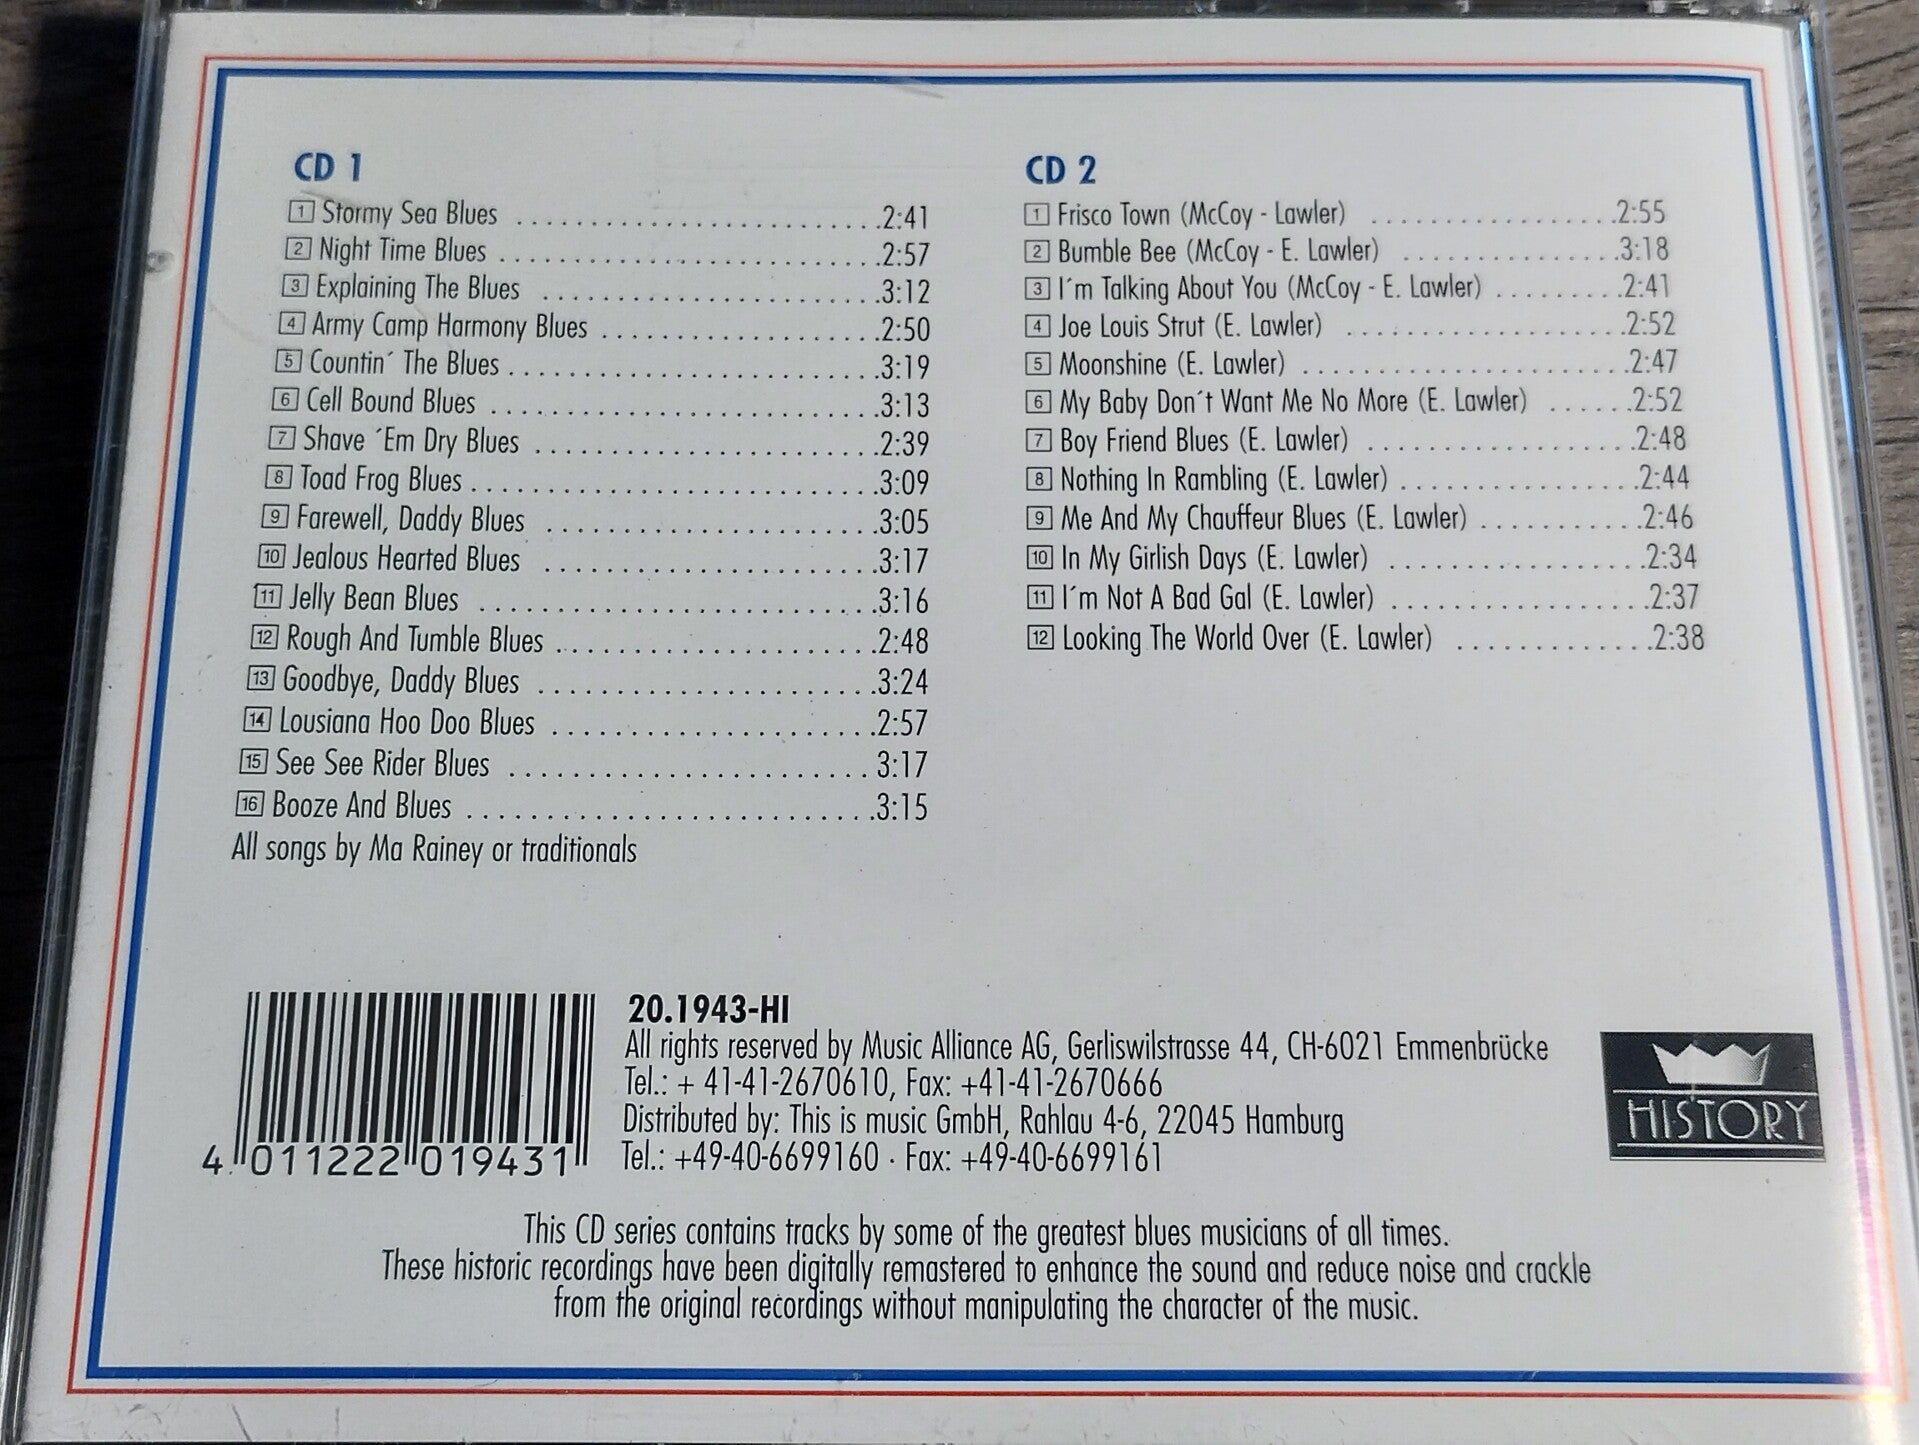 CD 1
1 Stormy Sea Blues ........................2:41
2 Night Time Blues .........................2:57
3 Explaining The Blues ......................3:12
4 Army Camp Harmony Blues ..................2:50
5 Countin´ The Blues ........................3:19
6 Cell Bound Blues .........................3:13
7 Shave ´Em Dry Blues ......................2:39
8 Toad Frog Blues ..........................3:09
9 Farewell, Daddy Blues ......................3:05
10 Jealous Hearted Blues ......................3:17
11 Jelly Bean Blues ..........................3:16
12 Rough And Tumble Blues .....................2:48
13 Goodbye, Daddy Blues ......................3:24
14 Lousiana Hoo Doo Blues .....................2:57
15 See See Rider Blues ....................... 3:17
16 Booze And Blues ..........................3:15
All songs by Ma Rainey or traditionals
CD 2
1 Frisco Town (McCoy - Lawler) ................2:55
2 Bumble Bee (McCoy - E. Lawler) ..............3:18
3 I´m Talking About You (McCoy - E. Lawler) .........2:41
4 Joe Louis Strut (E. Lawler) ..................2:52
5 Moonshine (E. Lawler) .....................2:47
6 My Baby Don´t Want Me No More (E. Lawler) ......2:52
7 Boy Friend Blues (E. Lawler) .................2:48
8 Nothing In Rambling (E. Lawler) ...............2:44
9 Me And My Chauffeur Blues (E. Lawler) ...........2:46
10 In My Girlish Days (E. Lawler) .................2:34
11 I´m Not A Bad Gal (E. Lawler) .................2:37
12 Looking The World Over (E. Lawler) .............2:38
4 011222 019431
20.1943-HI
All rights reserved by Music Alliance AG, Gerliswilstrasse 44, CH-6021 Emmenbrücke
Tel.: + 41-41-2670610, Fax: +41-41-2670666
Distributed by: This is music GmbH, Rahlau 4-6, 22045 Hamburg
Tel.: +49-40-6699160 · Fax: +49-40-6699161
HISTORY
This CD series contains tracks by some of the greatest blues musicians of all times.
These historic recordings have been digitally remastered to enhance the sound and reduce noise and crackle
from the original recordings without manipulating the character of the music.